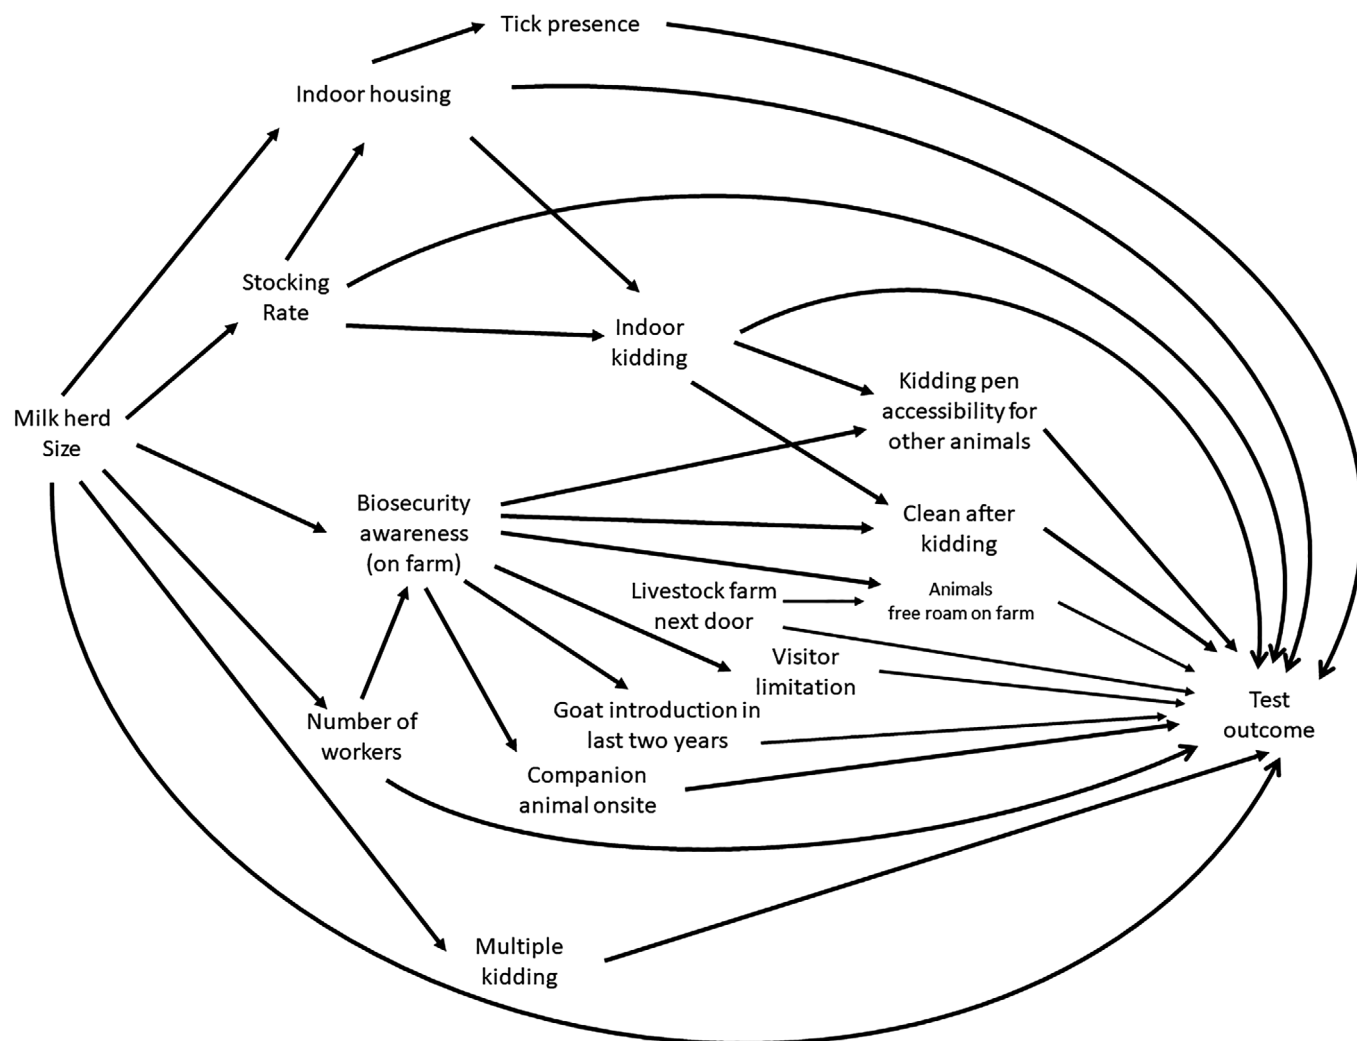 Tick presence
Indoor housing
Stocking
Rate
Indoor
kidding
Kidding pen
accessibility for
other animals
Milk herd
Size
Biosecurity
awareness
(on farm)
Clean after
kidding
Livestock farm
next door
Animals
free roam on farm
Visitor
limitation
Goat introduction in
last two years
Test
outcome
Number of
workers
Companion
animal onsite
Multiple
kidding